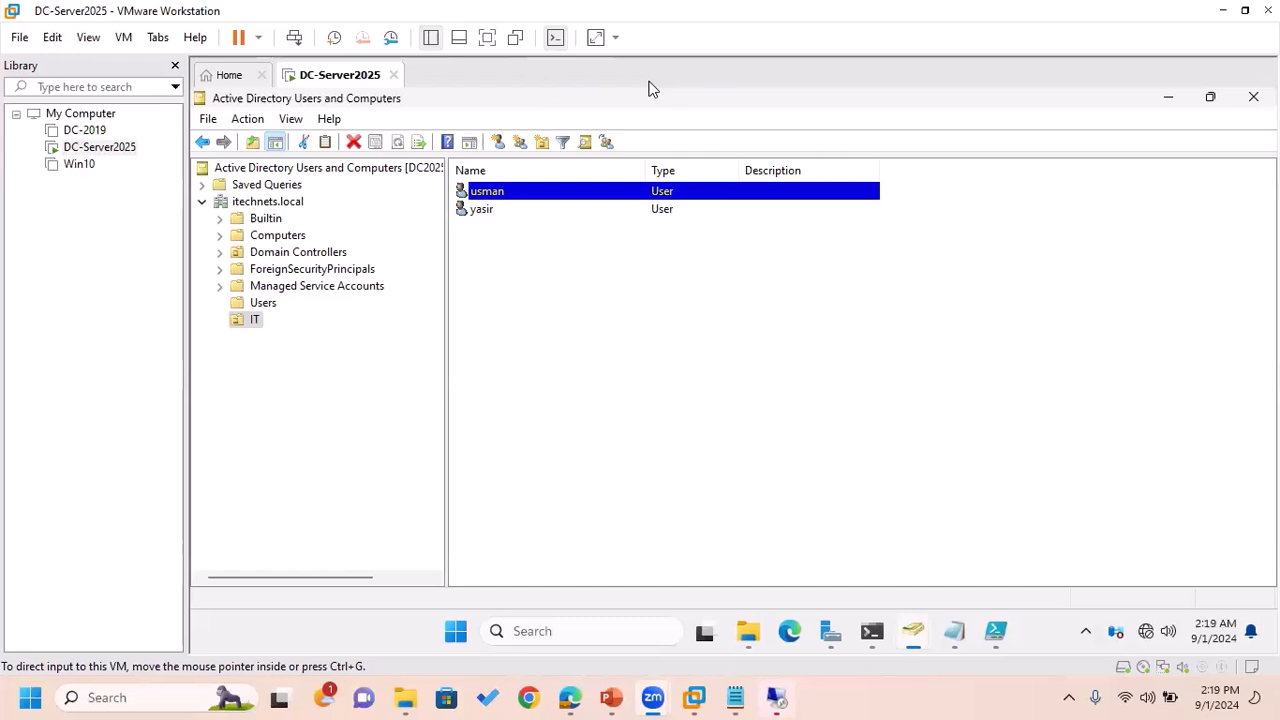 DC-Server2025 - VMware Workstation
File Edit View VM Tabs Help
Library
Type here to search
My Computer
DC-2019
DC-Server2025
Win10
Home
DC-Server2025
Active Directory Users and Computers
File Action View Help
Active Directory Users and Computers [DC202
Saved Queries
itechnets.local
Builtin
Computers
Domain Controllers
ForeignSecurityPrincipals
Managed Service Accounts
Users
IT
Name Type Description
usman User
yasir User
Search
2:19 AM
9/1/2024
To direct input to this VM, move the mouse pointer inside or press Ctrl+G.
Search
1
2:19 PM
9/1/2024